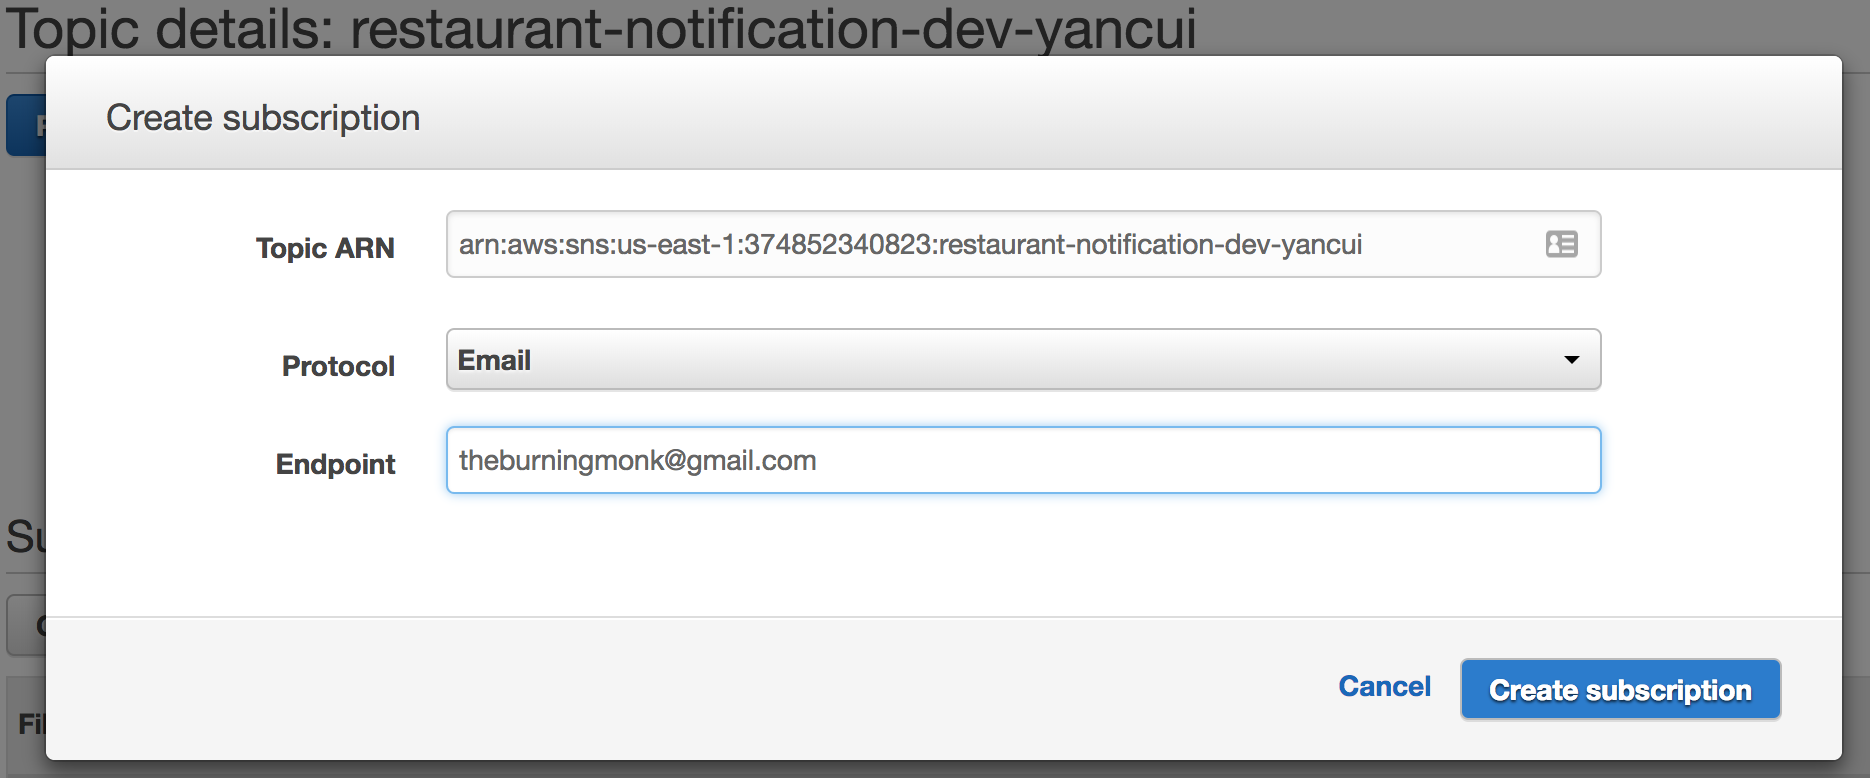 Topic details: restaurant-notification-dev-yancui
Create subscription
Topic ARN
arn:aws:sns:us-east-1:374852340823:restaurant-notification-dev-yancui
Protocol
Email
Endpoint
theburningmonk@gmail.com
Cancel
Create subscription